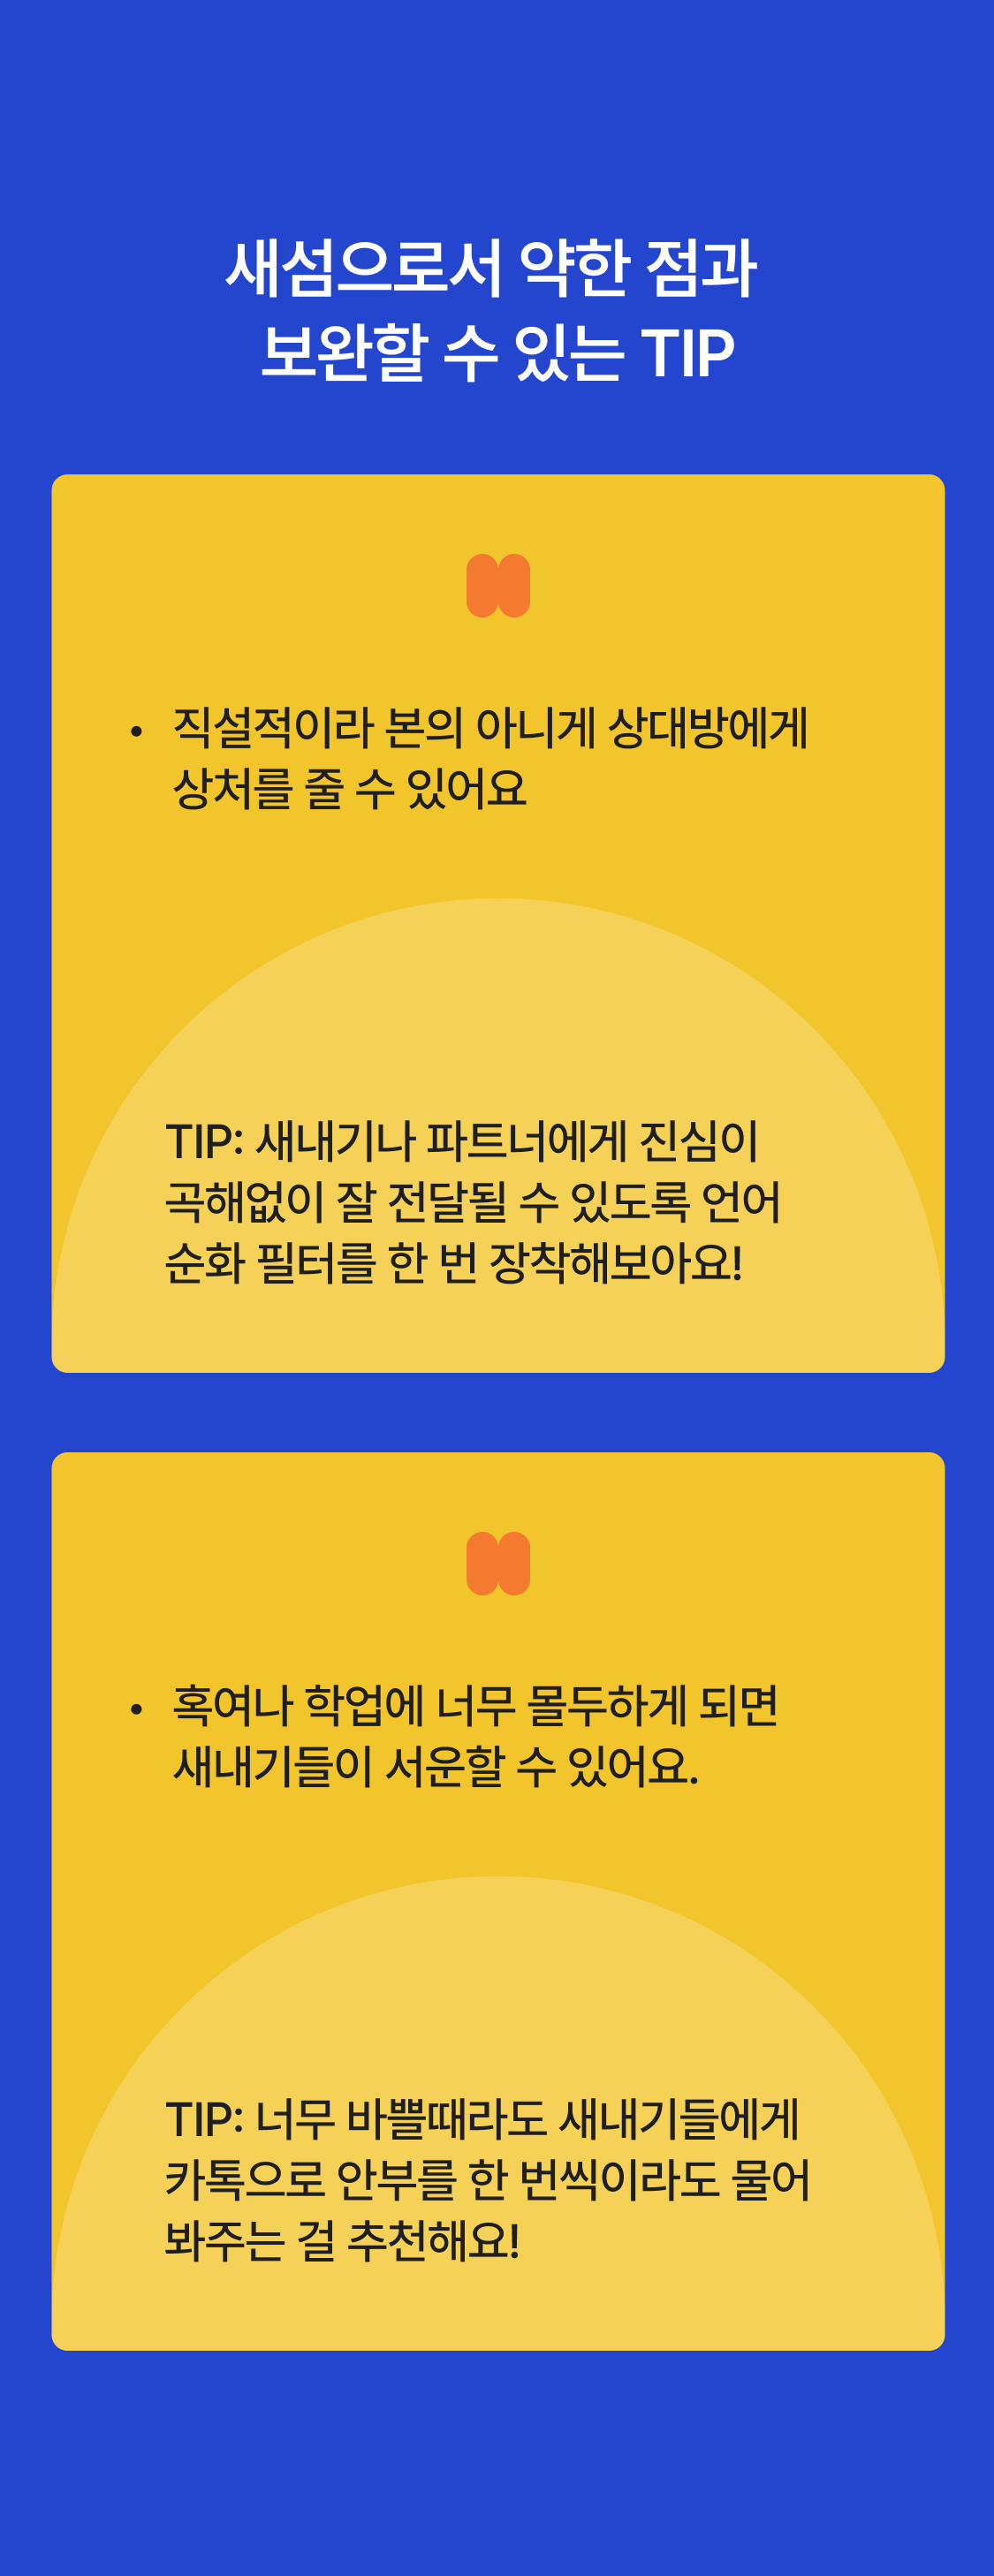 새섬으로서 약한 점과
보완할 수 있는 TIP
• 직설적이라 본의 아니게 상대방에게
상처를 줄 수 있어요
TIP: 새내기나 파트너에게 진심이
곡해없이 잘 전달될 수 있도록 언어
순화 필터를 한 번 장착해보아요!
• 혹여나 학업에 너무 몰두하게 되면
새내기들이 서운할 수 있어요.
TIP: 너무 바쁠때라도 새내기들에게
카톡으로 안부를 한 번씩이라도 물어
봐주는 걸 추천해요!